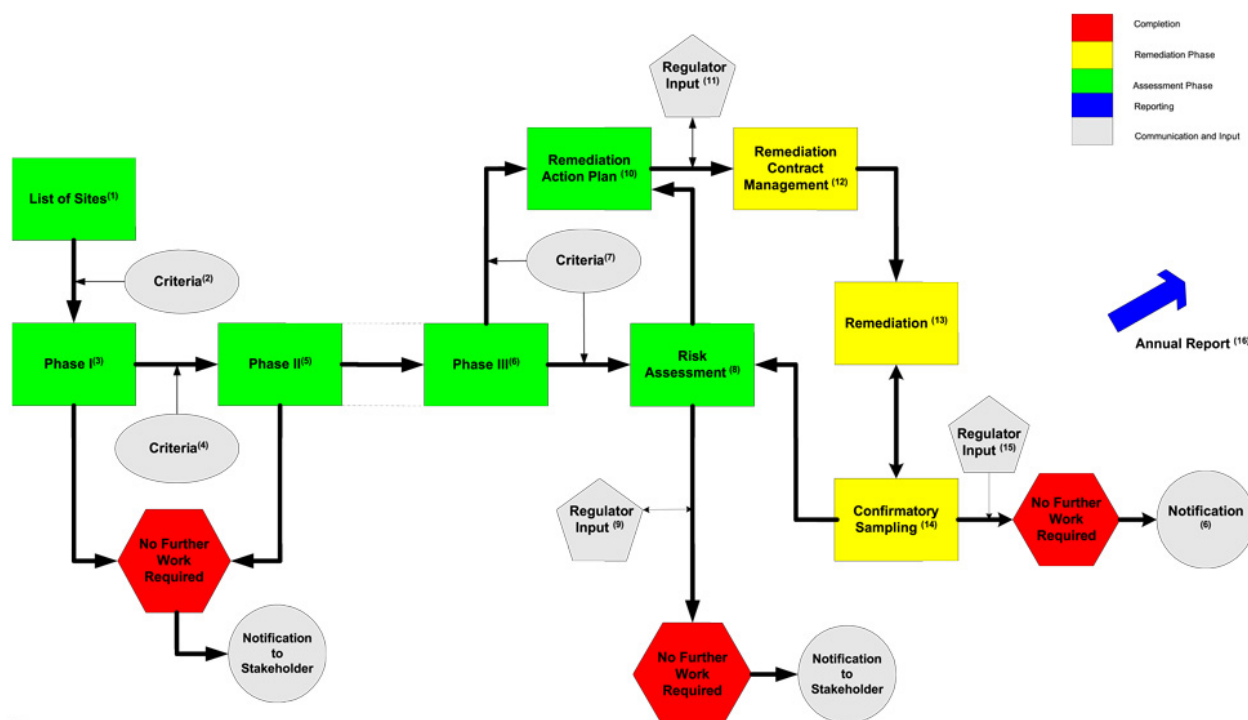 Completion
Remediation Phase
Assessment Phase
Reporting
Communication and Input
Regulator
Input (11)
Remediation
Action Plan (10)
Remediation
Contract
Management (12)
List of Sites(1)
Criteria(2)
Criteria(7)
Remediation (13)
Annual Report (16)
Phase I(3)
Phase II(5)
Phase III(6)
Risk
Assessment (8)
Criteria(4)
Regulator
Input (15)
Regulator
Input (9)
Confirmatory
Sampling (14)
No Further
Work
Required
Notification
(6)
No Further
Work
Required
Notification
to
Stakeholder
No Further
Work
Required
Notification
to
Stakeholder